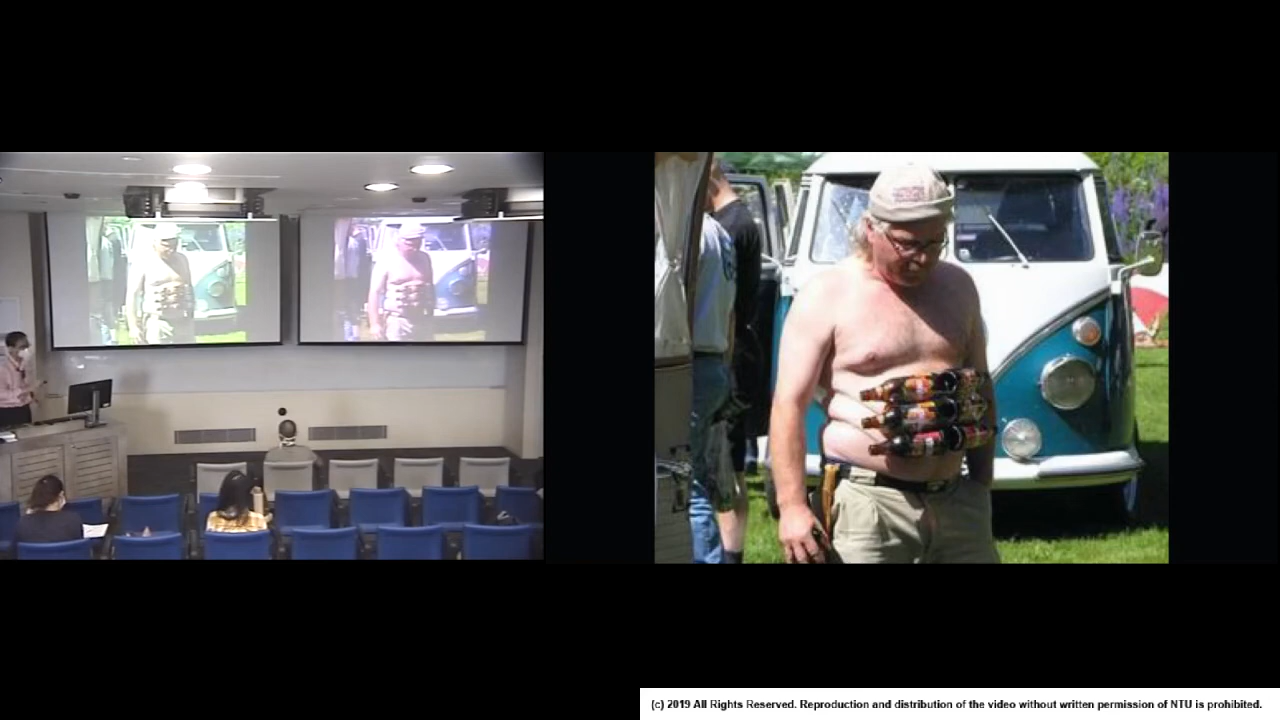 (c) 2019 All Rights Reserved. Reproduction and distribution of the video without written permission of NTU is prohibited.